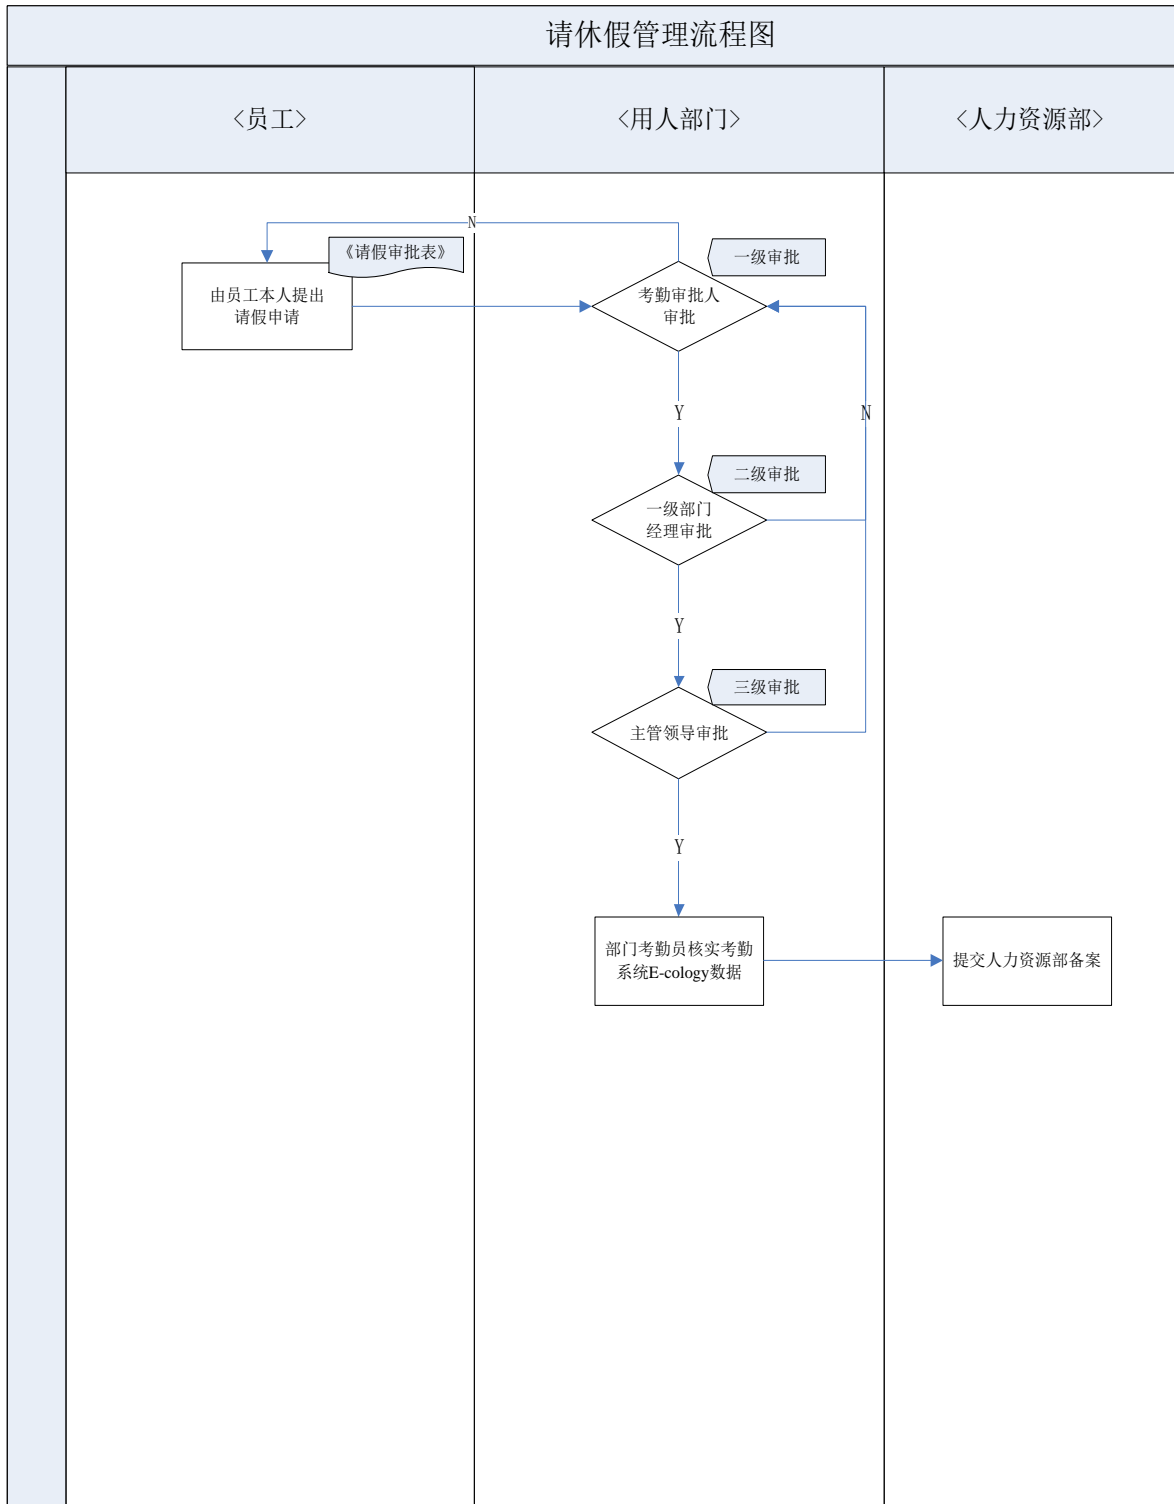 请休假管理流程图
<员工>
<用人部门>
<人力资源部>
N
《请假审批表》
一级审批
由员工本人提出
请假申请
考勤审批人
审批
Y
N
二级审批
一级部门
经理审批
Y
三级审批
主管领导审批
Y
部门考勤员核实考勤
系统E-cology数据
提交人力资源部备案